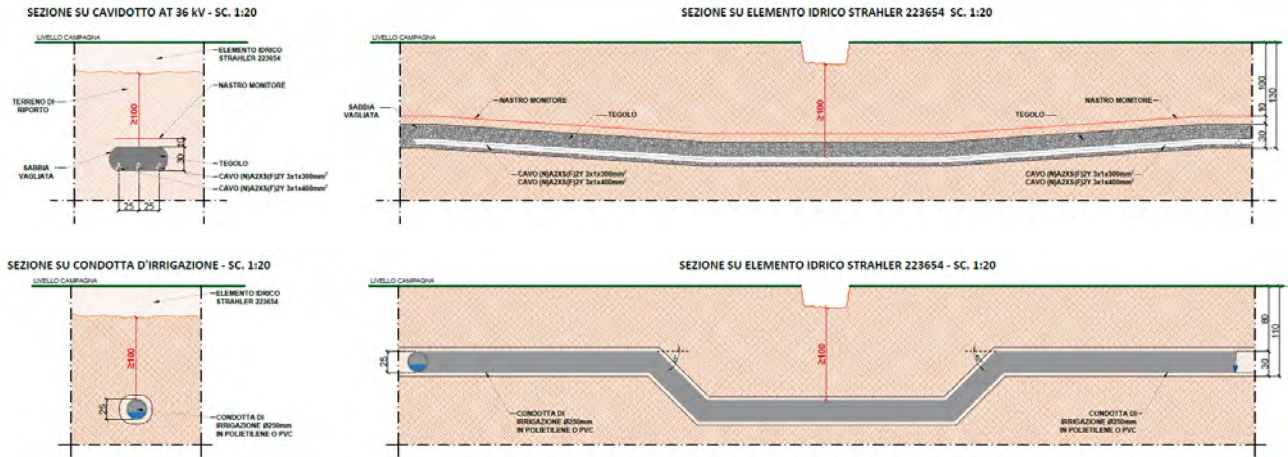 SEZIONE SU CAVIDOTTO AT 36 kV - SC. 1:20
LIVELLO CAMPAGNA
ELEMENTO IDRICO
STRAHLER 223654
NASTRO MONITORE
TERRENO DI
RIPORTO
≥100
10
30
SABBIA
VAGLIATA
TEGOLO
CAVO (N)A2XS(F)2Y 3x1x300mm²
CAVO (N)A2XS(F)2Y 3x1x400mm²
25
25
SEZIONE SU ELEMENTO IDRICO STRAHLER 223654 SC. 1:20
LIVELLO CAMPAGNA
SABBIA
VAGLIATA
NASTRO MONITORE
TEGOLO
≥100
NASTRO MONITORE
TEGOLO
CAVO (N)A2XS(F)2Y 3x1x300mm²
CAVO (N)A2XS(F)2Y 3x1x400mm²
CAVO (N)A2XS(F)2Y 3x1x300mm²
CAVO (N)A2XS(F)2Y 3x1x400mm²
100
10
30
130
SEZIONE SU CONDOTTA D'IRRIGAZIONE - SC. 1:20
LIVELLO CAMPAGNA
ELEMENTO IDRICO
STRAHLER 223654
≥100
25
CONDOTTA DI
IRRIGAZIONE Ø250mm
IN POLIETILENE O PVC
SEZIONE SU ELEMENTO IDRICO STRAHLER 223654 - SC. 1:20
LIVELLO CAMPAGNA
25
≥100
CONDOTTA DI
IRRIGAZIONE Ø250mm
IN POLIETILENE O PVC
CONDOTTA DI
IRRIGAZIONE Ø250mm
IN POLIETILENE O PVC
80
30
110